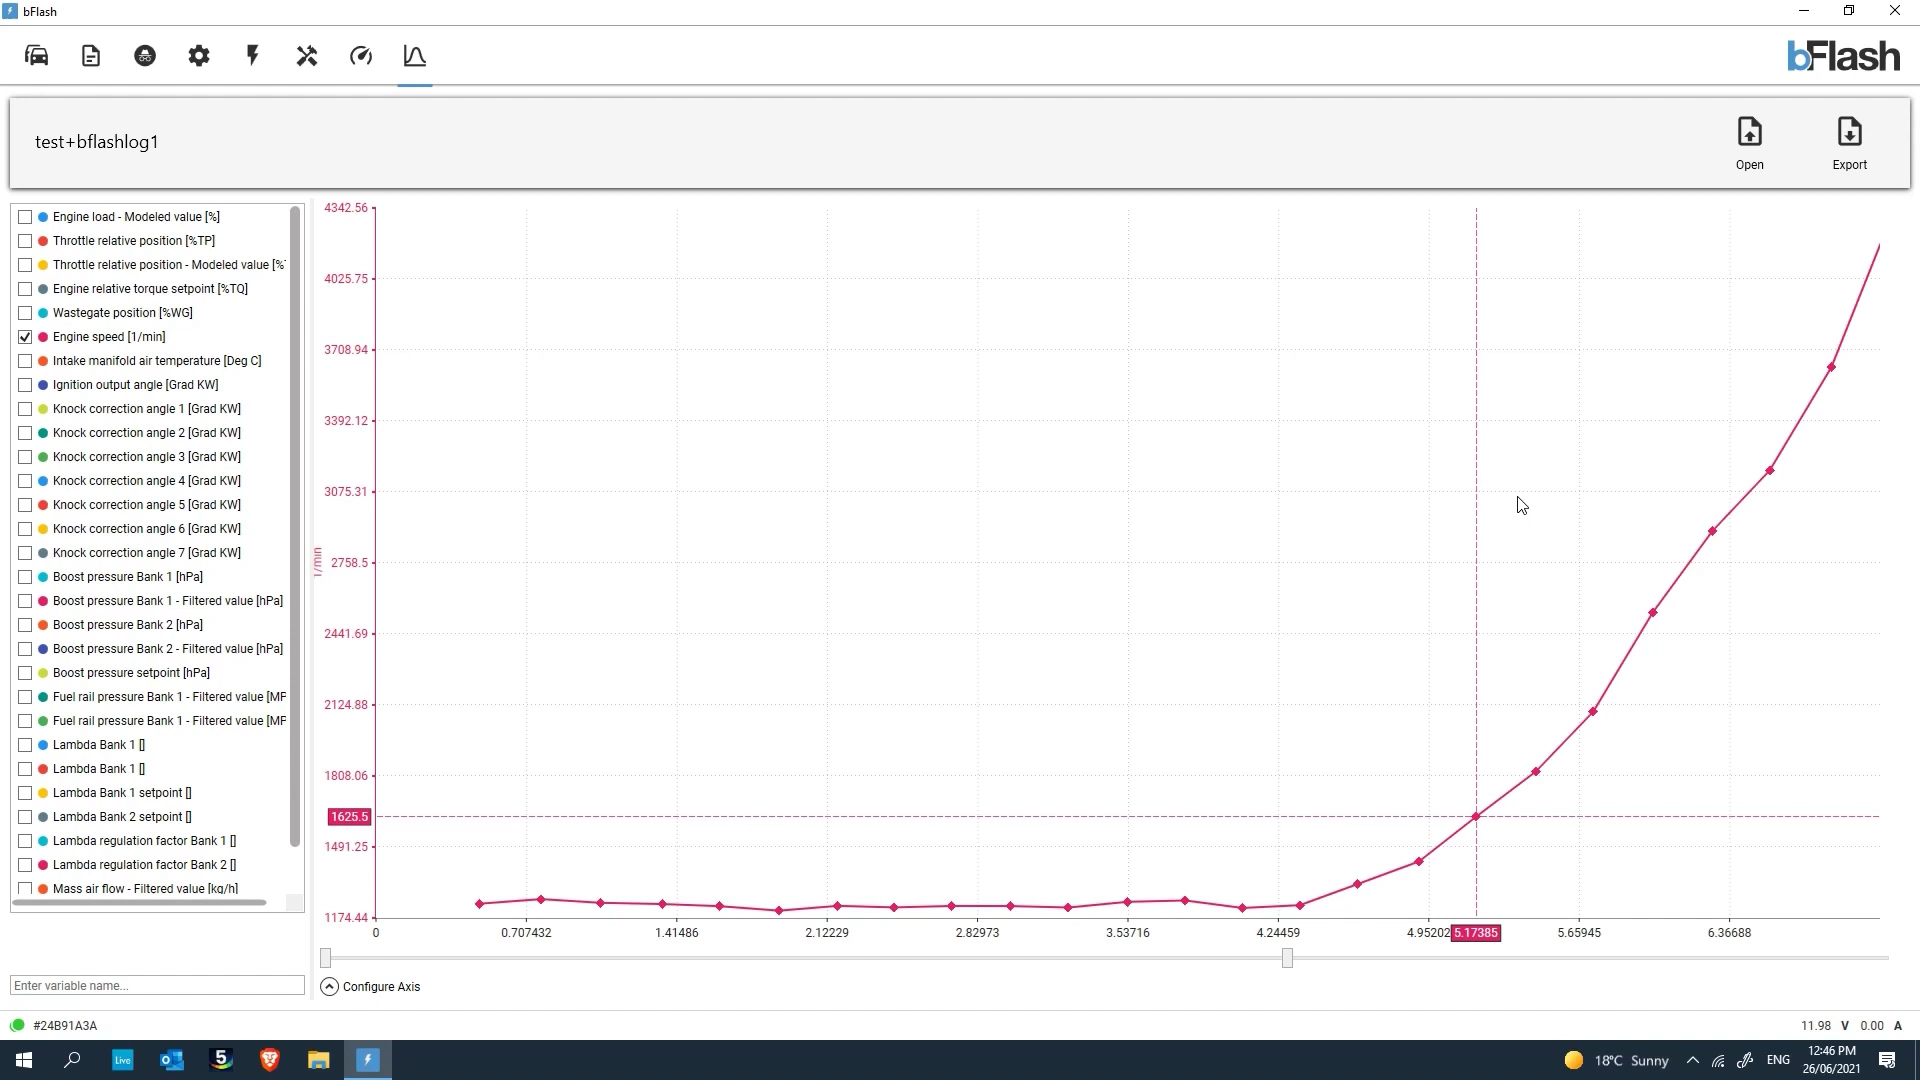 bFlash
bFlash
test+bflashlog1
Open
Export
Engine load - Modeled value [%]
Throttle relative position [%TP]
Throttle relative position - Modeled value [%
Engine relative torque setpoint [%TQ]
Wastegate position [%WG]
Engine speed [1/min]
Intake manifold air temperature [Deg C]
Ignition output angle [Grad KW]
Knock correction angle 1 [Grad KW]
Knock correction angle 2 [Grad KW]
Knock correction angle 3 [Grad KW]
Knock correction angle 4 [Grad KW]
Knock correction angle 5 [Grad KW]
Knock correction angle 6 [Grad KW]
Knock correction angle 7 [Grad KW]
Boost pressure Bank 1 [hPa]
Boost pressure Bank 1 - Filtered value [hPa]
Boost pressure Bank 2 [hPa]
Boost pressure Bank 2 - Filtered value [hPa]
Boost pressure setpoint [hPa]
Fuel rail pressure Bank 1 - Filtered value [MP
Fuel rail pressure Bank 1 - Filtered value [MP
Lambda Bank 1 []
Lambda Bank 1 []
Lambda Bank 1 setpoint []
Lambda Bank 2 setpoint []
Lambda regulation factor Bank 1 []
Lambda regulation factor Bank 2 []
Mass air flow - Filtered value [kg/h]
Enter variable name...
1/min
4342.56
4025.75
3708.94
3392.12
3075.31
2758.5
2441.69
2124.88
1808.06
1625.5
1491.25
1174.44
0
0.707432
1.41486
2.12229
2.82973
3.53716
4.24459
4.95202
5.17385
5.65945
6.36688
Configure Axis
#24B91A3A
11.98 V 0.00 A
Live
5
18°C Sunny
ENG
12:46 PM
26/06/2021